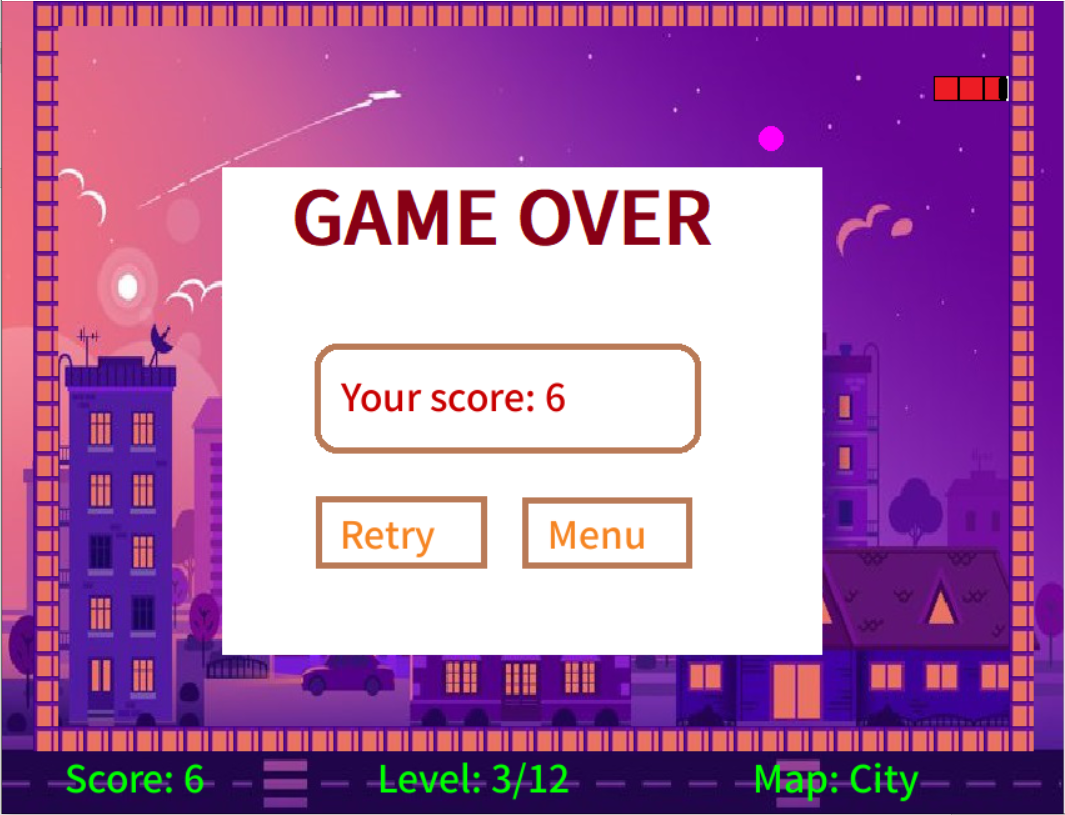 GAME OVER
Your score: 6
Retry
Menu
Score: 6
Level: 3/12
Map: City